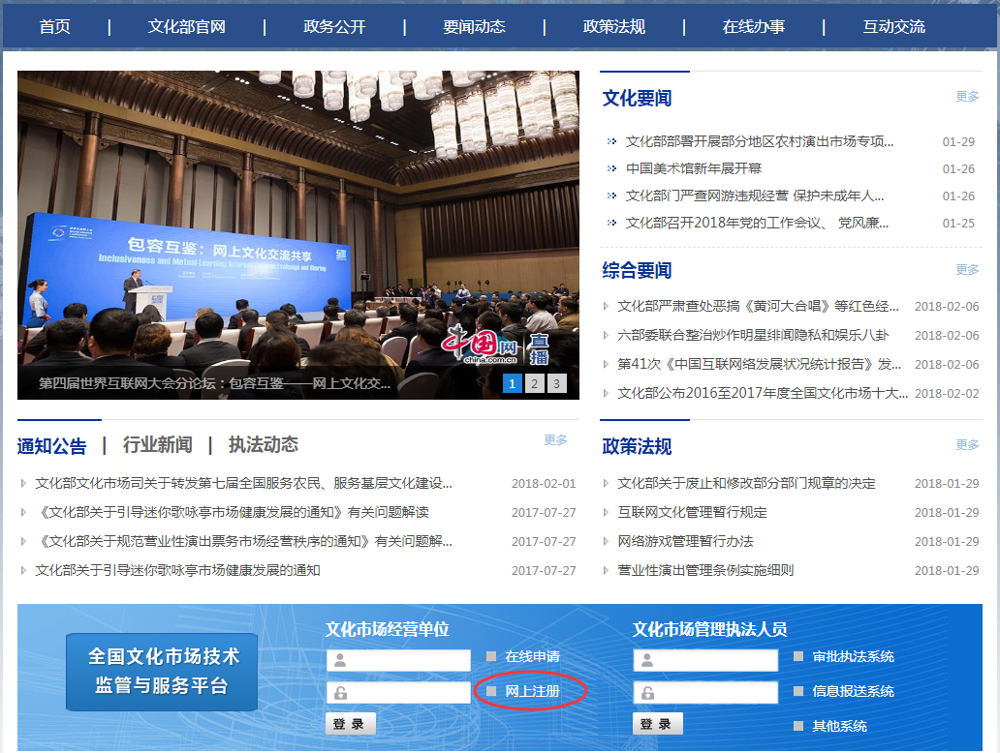 首页 | 文化部官网 | 政务公开 | 要闻动态 | 政策法规 | 在线办事 | 互动交流
包容互鉴：网上文化交流共享
Inclusiveness and Mutual Learning: Internet Cultural Exchange and Sharing
中国网 直播
china.com.cn
第四届世界互联网大会分论坛：包容互鉴——网上文化交...
1 2 3
文化要闻 更多
文化部部署开展部分地区农村演出市场专项... 01-29
中国美术馆新年展开幕 01-26
文化部门严查网游违规经营 保护未成年人... 01-26
文化部召开2018年党的工作会议、 党风廉... 01-25
综合要闻 更多
文化部严肃查处恶搞《黄河大合唱》等红色经... 2018-02-06
六部委联合整治炒作明星绯闻隐私和娱乐八卦 2018-02-06
第41次《中国互联网络发展状况统计报告》发... 2018-02-06
文化部公布2016至2017年度全国文化市场十大... 2018-02-02
通知公告 | 行业新闻 | 执法动态 更多
文化部文化市场司关于转发第七届全国服务农民、服务基层文化建设... 2018-02-01
《文化部关于引导迷你歌咏亭市场健康发展的通知》有关问题解读 2017-07-27
《文化部关于规范营业性演出票务市场经营秩序的通知》有关问题解... 2017-07-27
文化部关于引导迷你歌咏亭市场健康发展的通知 2017-07-27
政策法规 更多
文化部关于废止和修改部分部门规章的决定 2018-01-29
互联网文化管理暂行规定 2018-01-29
网络游戏管理暂行办法 2018-01-29
营业性演出管理条例实施细则 2018-01-29
全国文化市场技术
监管与服务平台
文化市场经营单位
在线申请
网上注册
登 录
文化市场管理执法人员
审批执法系统
信息报送系统
登 录
其他系统